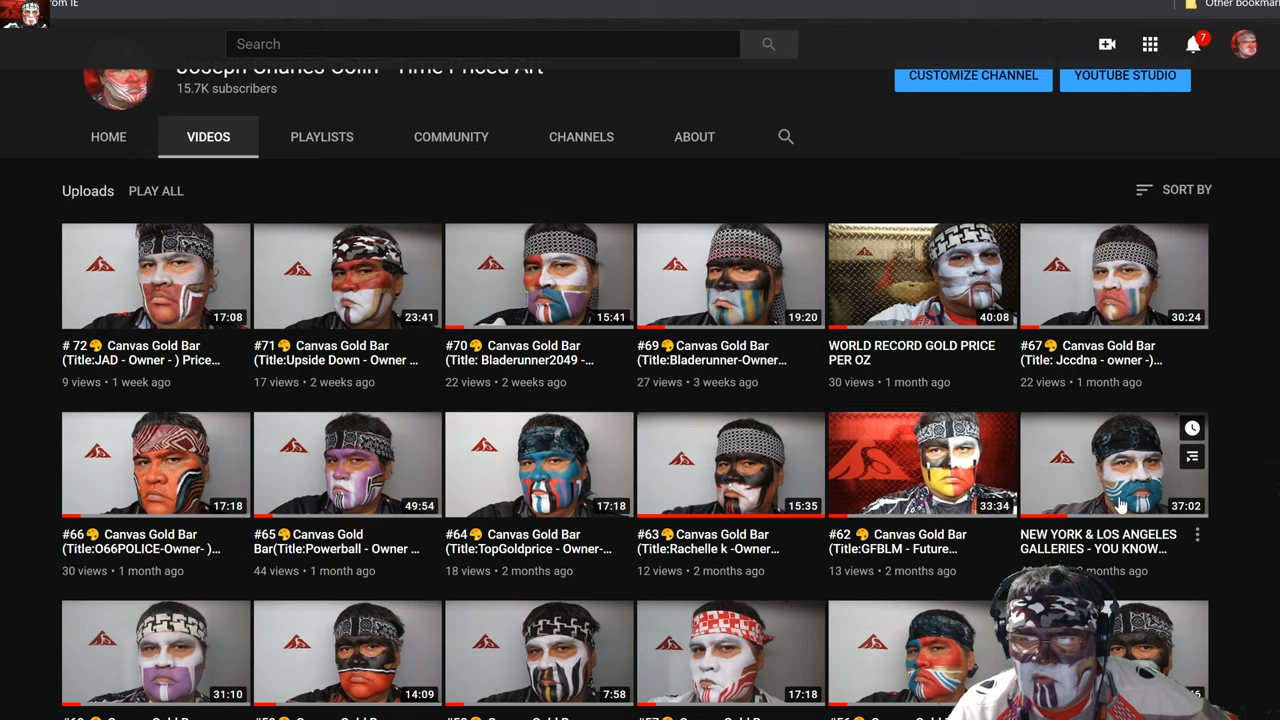 om IE
Other bookmar
Search
7
15.7K subscribers
CUSTOMIZE CHANNEL
YOUTUBE STUDIO
HOME
VIDEOS
PLAYLISTS
COMMUNITY
CHANNELS
ABOUT
Uploads
PLAY ALL
SORT BY
17:08
23:41
15:41
19:20
40:08
30:24
# 72 Canvas Gold Bar
(Title:JAD - Owner - ) Price...
9 views • 1 week ago
#71 Canvas Gold Bar
(Title:Upside Down - Owner ...
17 views • 2 weeks ago
#70 Canvas Gold Bar
(Title: Bladerunner2049 -...
22 views • 2 weeks ago
#69 Canvas Gold Bar
(Title:Bladerunner-Owner...
27 views • 3 weeks ago
WORLD RECORD GOLD PRICE
PER OZ
30 views • 1 month ago
#67 Canvas Gold Bar
(Title: Jccdna - owner -)...
22 views • 1 month ago
17:18
49:54
17:18
15:35
33:34
37:02
#66 Canvas Gold Bar
(Title:O66POLICE-Owner- )...
30 views • 1 month ago
#65 Canvas Gold
Bar(Title:Powerball - Owner ...
44 views • 1 month ago
#64 Canvas Gold Bar
(Title:TopGoldprice - Owner-...
18 views • 2 months ago
#63 Canvas Gold Bar
(Title:Rachelle k -Owner...
12 views • 2 months ago
#62 Canvas Gold Bar
(Title:GFBLM - Future...
13 views • 2 months ago
NEW YORK & LOS ANGELES
GALLERIES - YOU KNOW...
months ago
31:10
14:09
7:58
17:18